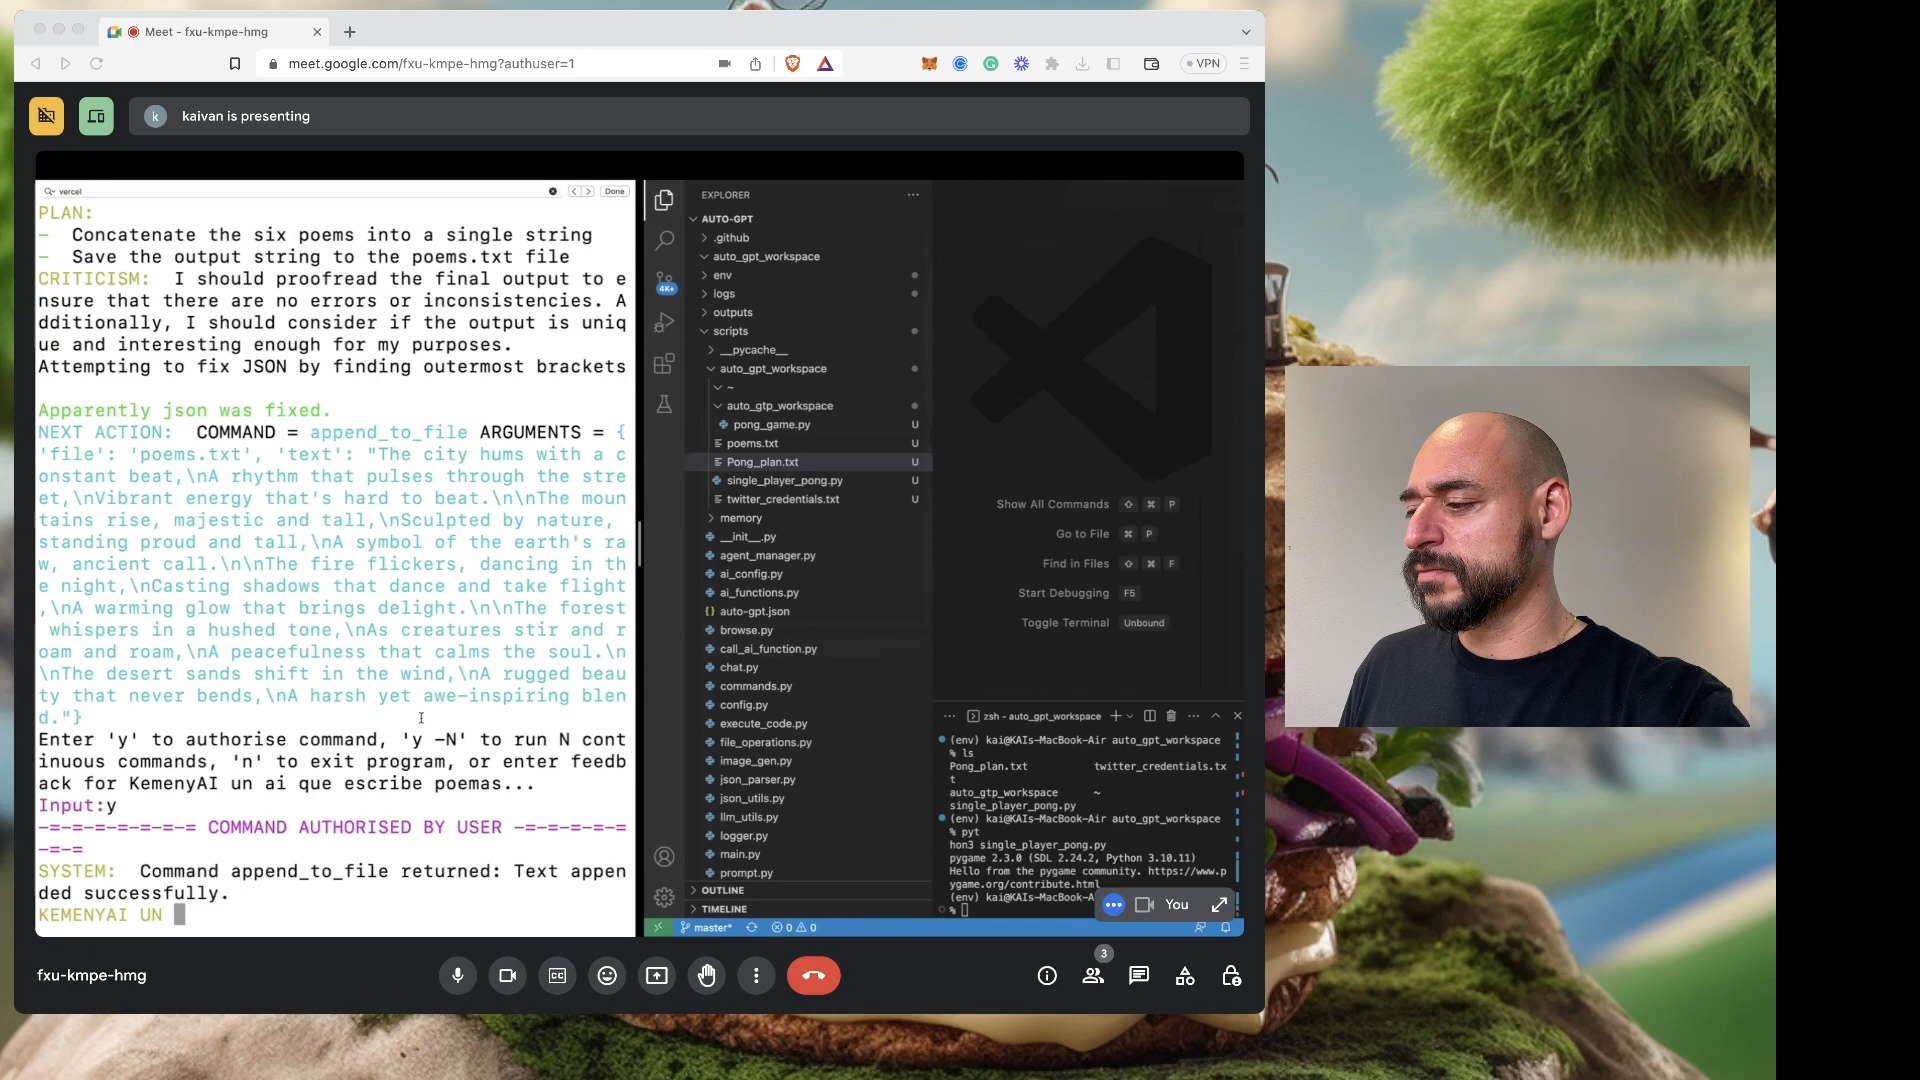 Meet - fxu-kmpe-hmg
meet.google.com/fxu-kmpe-hmg?authuser=1
VPN
k
kaivan is presenting
vercel
Done
PLAN:
-  Concatenate the six poems into a single string
-  Save the output string to the poems.txt file
CRITICISM:  I should proofread the final output to e
nsure that there are no errors or inconsistencies. A
dditionally, I should consider if the output is uniq
ue and interesting enough for my purposes.
Attempting to fix JSON by finding outermost brackets
Apparently json was fixed.
NEXT ACTION:  COMMAND = append_to_file ARGUMENTS = {
'file': 'poems.txt', 'text': "The city hums with a c
onstant beat,\nA rhythm that pulses through the stre
et,\nVibrant energy that's hard to beat.\n\nThe moun
tains rise, majestic and tall,\nSculpted by nature,
standing proud and tall,\nA symbol of the earth's ra
w, ancient call.\n\nThe fire flickers, dancing in th
e night,\nCasting shadows that dance and take flight
,\nA warming glow that brings delight.\n\nThe forest
whispers in a hushed tone,\nAs creatures stir and r
oam and roam,\nA peacefulness that calms the soul.\n
\nThe desert sands shift in the wind,\nA rugged beau
ty that never bends,\nA harsh yet awe-inspiring blen
d."}
Enter 'y' to authorise command, 'y -N' to run N cont
inuous commands, 'n' to exit program, or enter feedb
ack for KemenyAI un ai que escribe poemas...
Input:y
-=-=-=-=-=-=-= COMMAND AUTHORISED BY USER -=-=-=-=-=
-=-=
SYSTEM:  Command append_to_file returned: Text appen
ded successfully.
KEMENYAI UN
EXPLORER
AUTO-GPT
.github
auto_gpt_workspace
env
logs
outputs
scripts
__pycache__
auto_gpt_workspace
~
auto_gtp_workspace
pong_game.py U
poems.txt U
Pong_plan.txt U
single_player_pong.py U
twitter_credentials.txt U
memory
__init__.py
agent_manager.py
ai_config.py
ai_functions.py
{} auto-gpt.json
browse.py
call_ai_function.py
chat.py
commands.py
config.py
execute_code.py
file_operations.py
image_gen.py
json_parser.py
json_utils.py
llm_utils.py
logger.py
main.py
prompt.py
OUTLINE
TIMELINE
4K+
Show All Commands ⇧ ⌘ P
Go to File ⌘ P
Find in Files ⇧ ⌘ F
Start Debugging F5
Toggle Terminal Unbound
zsh - auto_gpt_workspace
(env) kai@KAIs-MacBook-Air auto_gpt_workspace
% ls
Pong_plan.txt twitter_credentials.tx
t
auto_gtp_workspace ~
single_player_pong.py
(env) kai@KAIs-MacBook-Air auto_gpt_workspace
% pyt
hon3 single_player_pong.py
pygame 2.3.0 (SDL 2.24.2, Python 3.10.11)
Hello from the pygame community. https://www.p
ygame.org/contribute.html
(env) kai@KAIs-MacBook-A
%
You
master* 0 0
fxu-kmpe-hmg
CC
3